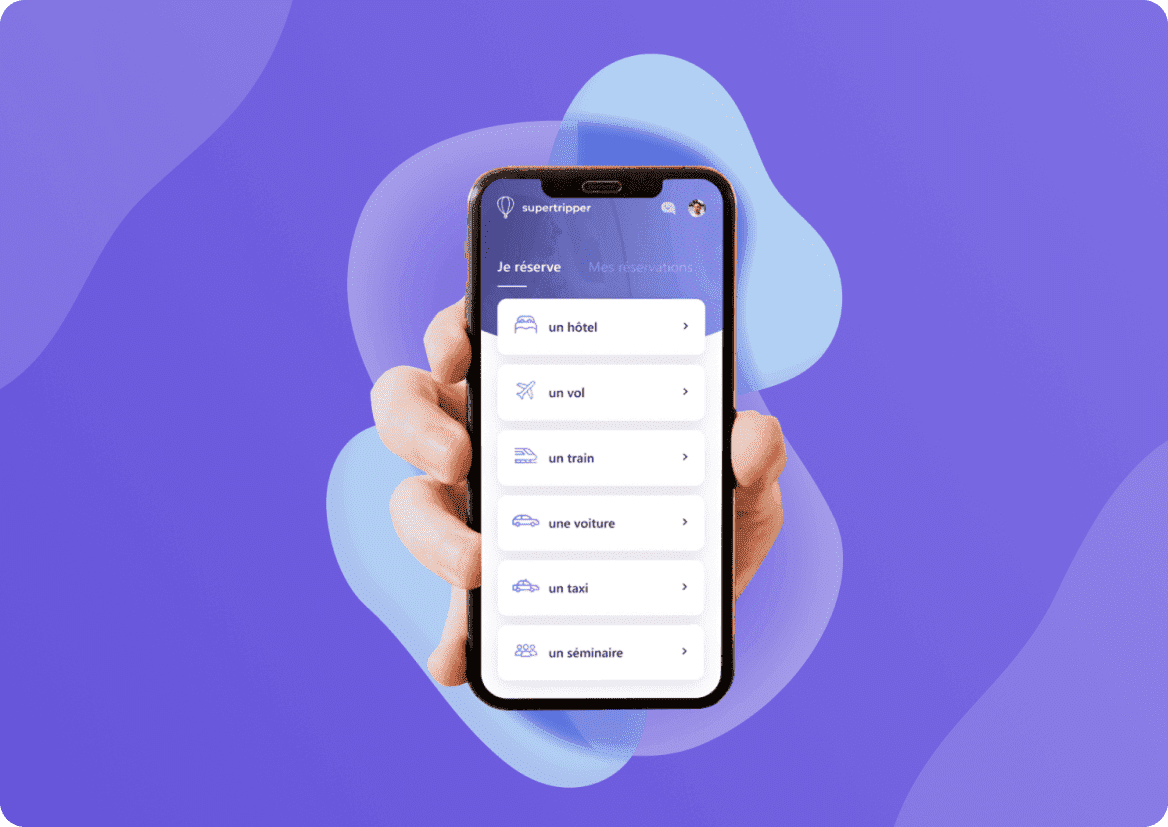 supertripper
Je réserve Mes réservations
un hôtel
un vol
un train
une voiture
un taxi
un séminaire